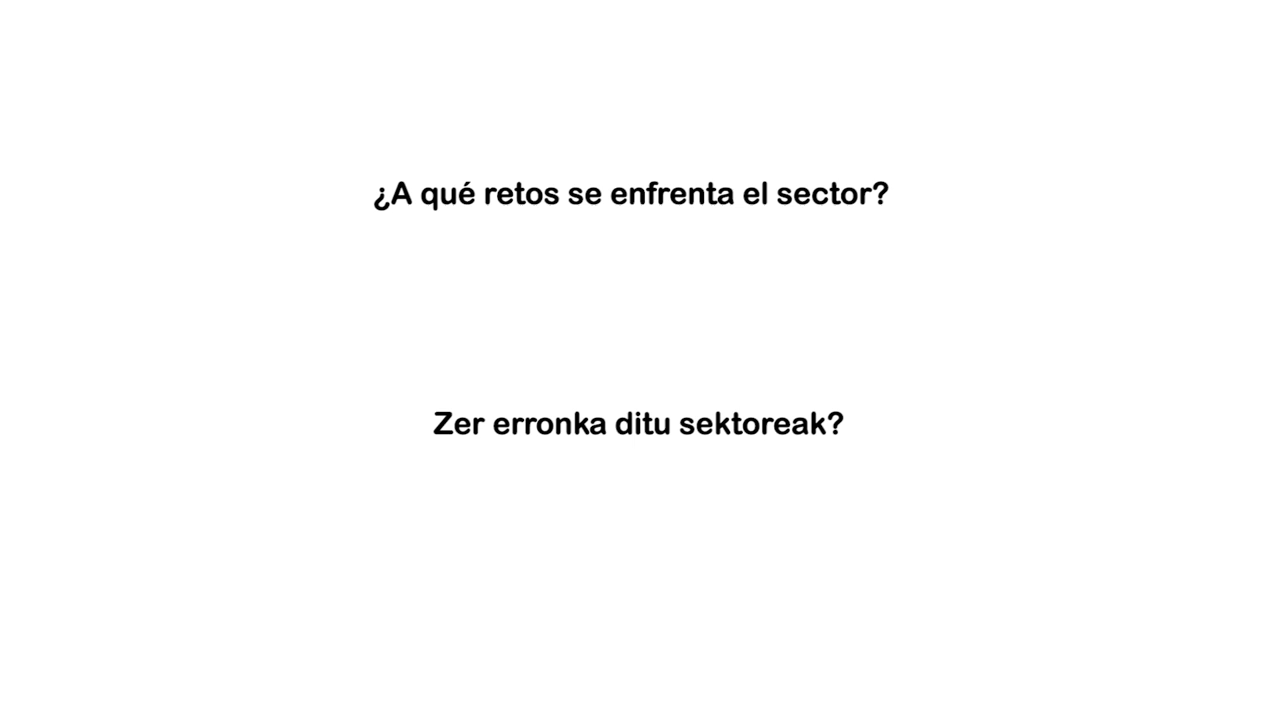 ¿A qué retos se enfrenta el sector?
Zer erronka ditu sektoreak?